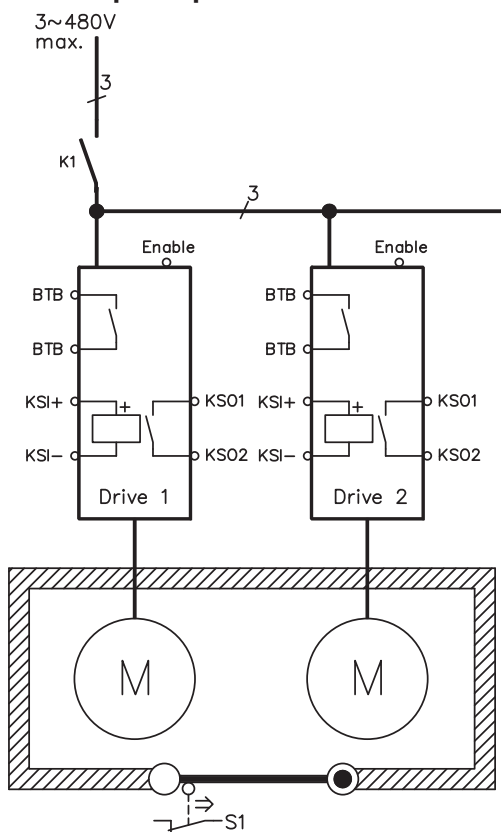 3~480V
max.
3
K1
3
Enable
Enable
BTB
BTB
BTB
BTB
KSI+
+
KSO1
KSI+
+
KSO1
KSI-
KSO2
KSI-
KSO2
Drive 1
Drive 2
M
M
S1